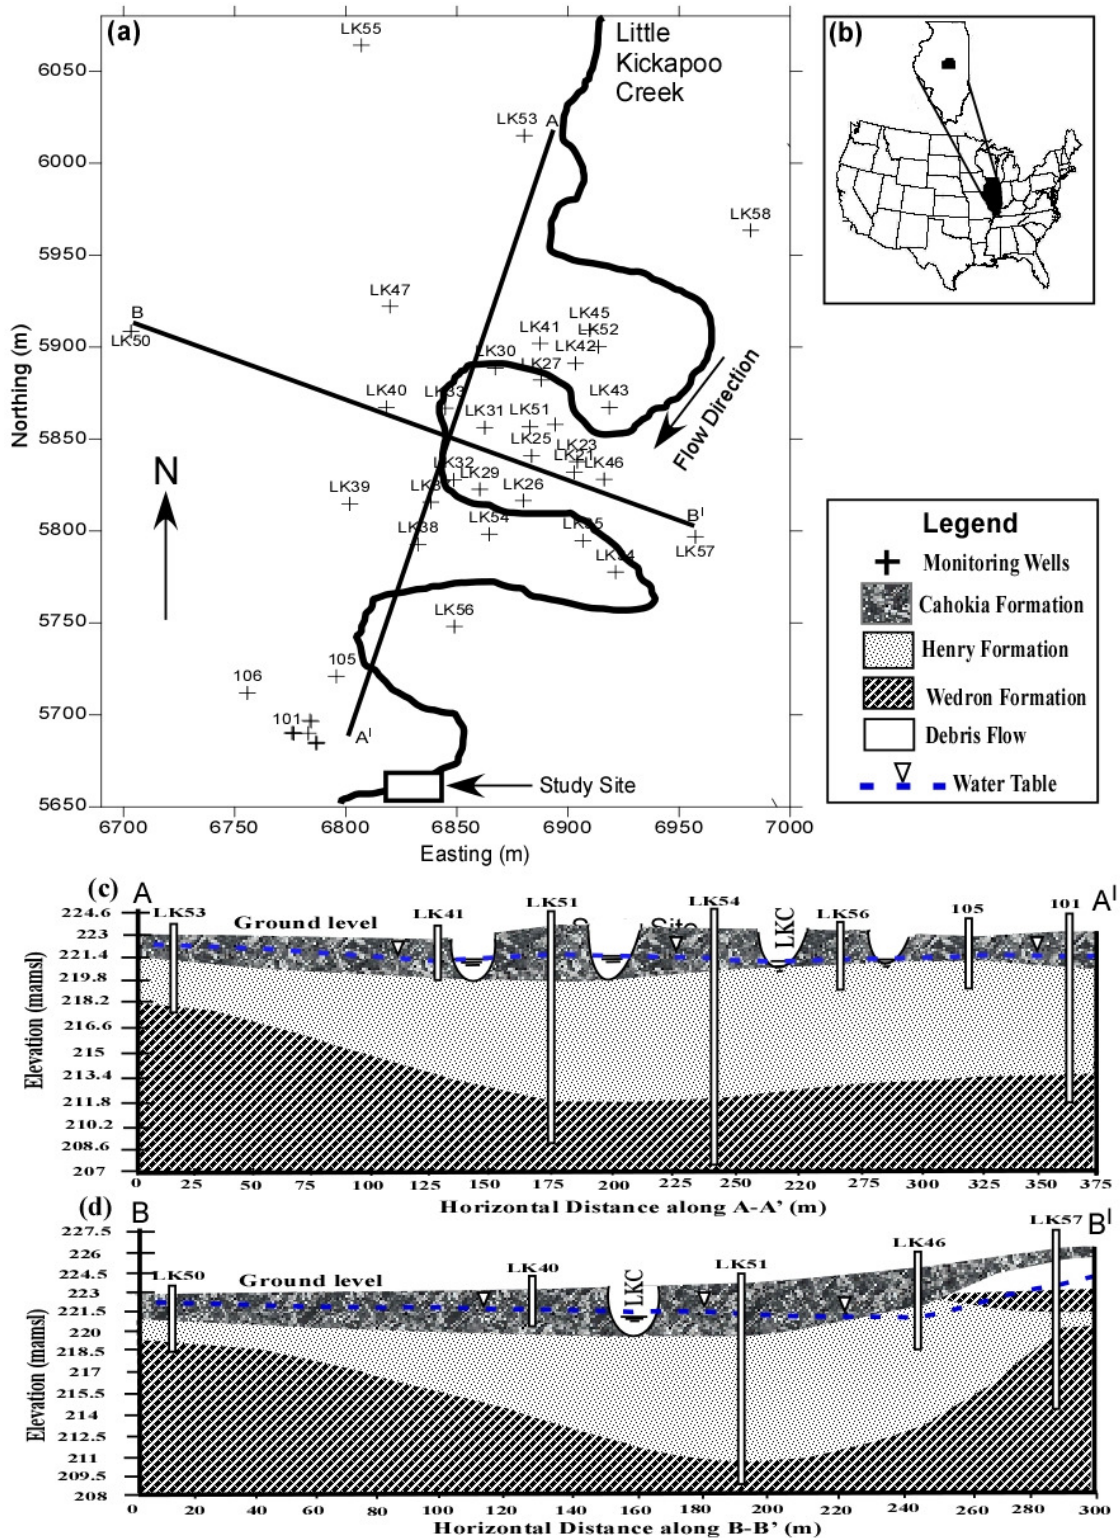 (a)
LK55
Little
Kickapoo
Creek
6050
LK53
A
6000
LK58
5950
LK47
B
LK50
LK45
LK52
LK41
LK42
5900
LK30
LK27
LK40
LK33
LK43
LK31
LK51
5850
LK25
LK23
LK21
LK32
LK29
LK46
LK39
LK26
Flow Direction
N
Northing (m)
LK38
LK54
B'
LK57
5800
LK56
5750
105
106
5700
101
A'
Study Site
5650
6700 6750 6800 6850 6900 6950 7000
Easting (m)
(b)
Legend
Monitoring Wells
Cahokia Formation
Henry Formation
Wedron Formation
Debris Flow
Water Table
(c) A A'
LK53 Ground level LK41 LK51 LK54 LKC LK56 105 101
224.6
223
221.4
219.8
218.2
216.6
215
213.4
211.8
210.2
208.6
207
Elevation (mamsl)
0 25 50 75 100 125 150 175 200 225 250 220 275 300 325 350 375
Horizontal Distance along A-A' (m)
(d) B B'
LK50 Ground level LK40 LKC LK51 LK46 LK57
227.5
226
224.5
223
221.5
220
218.5
217
215.5
214
212.5
211
209.5
208
Elevation (mamsl)
0 20 40 60 80 100 120 140 160 180 200 220 240 260 280 300
Horizontal Distance along B-B' (m)